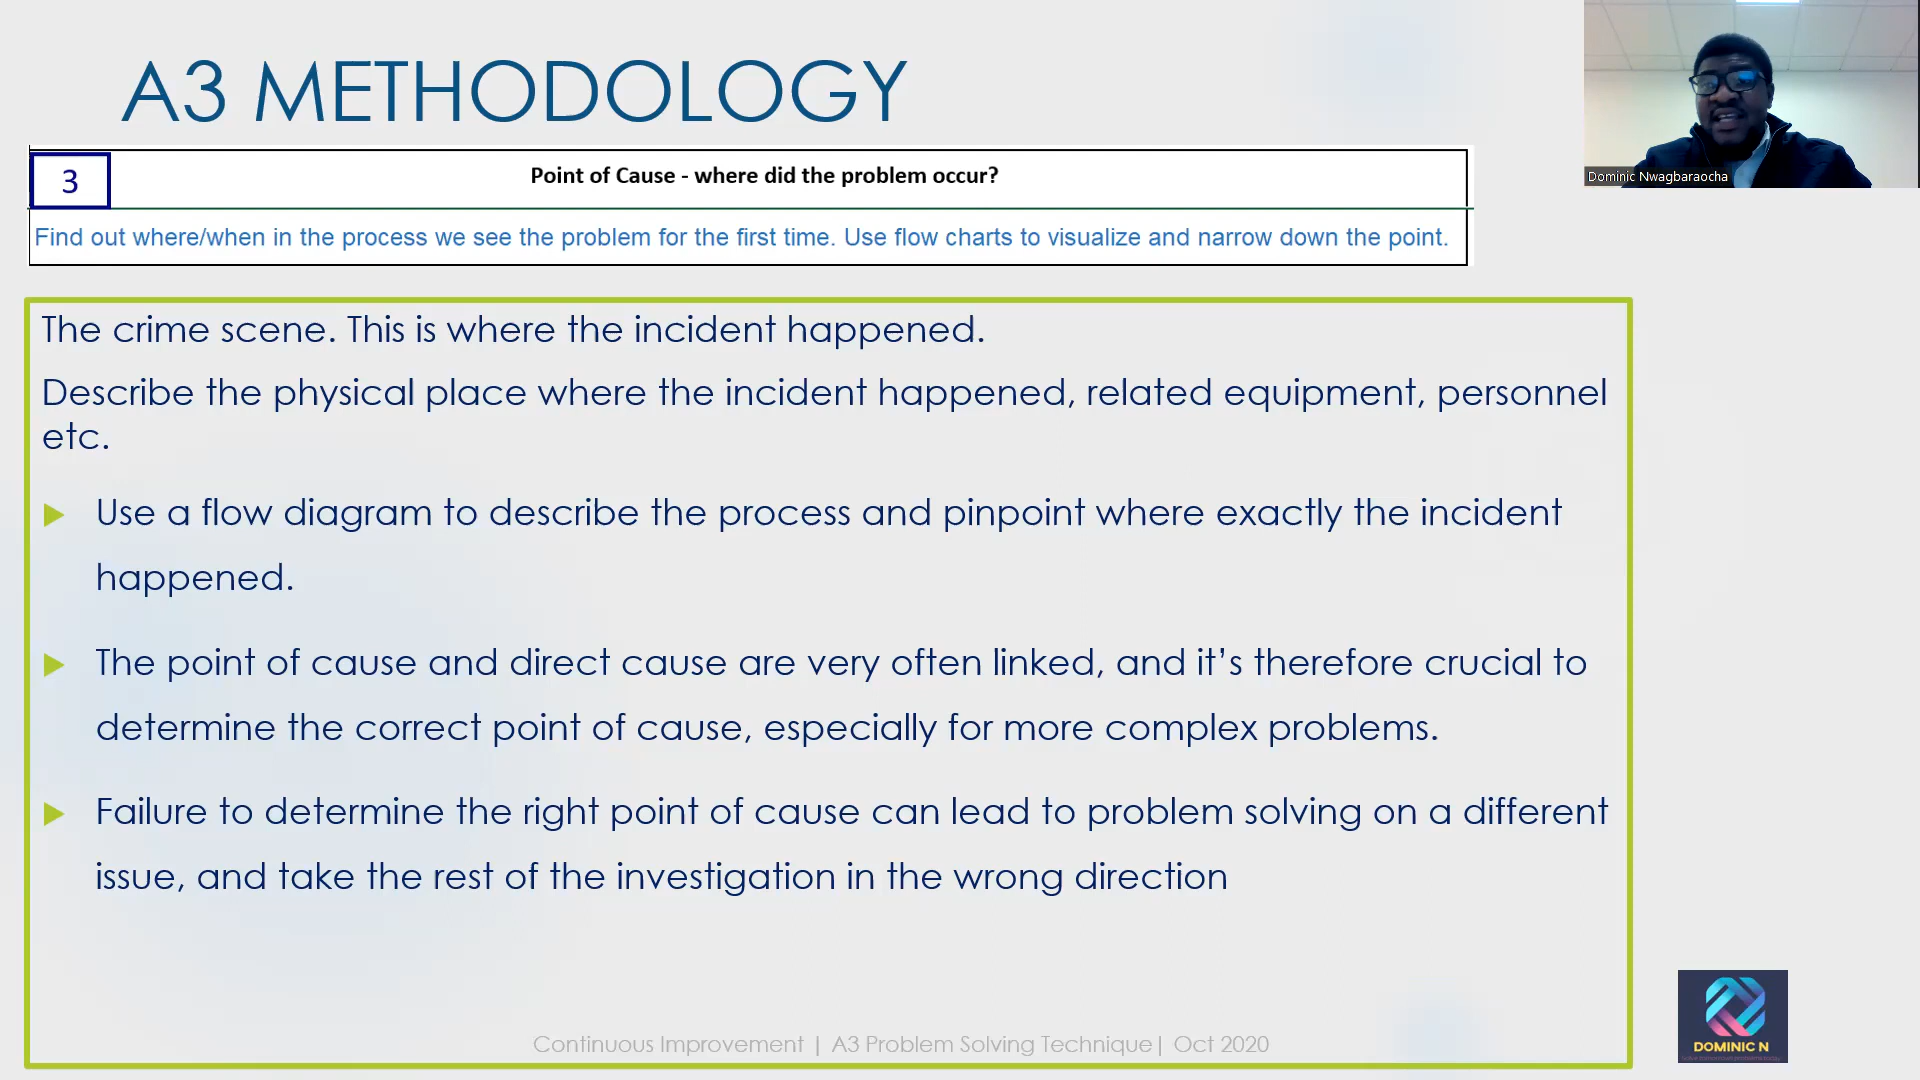 A3 METHODOLOGY
Dominic Nwagbaraocha
3
Point of Cause - where did the problem occur?
Find out where/when in the process we see the problem for the first time. Use flow charts to visualize and narrow down the point.
The crime scene. This is where the incident happened.
Describe the physical place where the incident happened, related equipment, personnel
etc.
Use a flow diagram to describe the process and pinpoint where exactly the incident
happened.
The point of cause and direct cause are very often linked, and it’s therefore crucial to
determine the correct point of cause, especially for more complex problems.
Failure to determine the right point of cause can lead to problem solving on a different
issue, and take the rest of the investigation in the wrong direction
Continuous Improvement | A3 Problem Solving Technique| Oct 2020
DOMINIC N